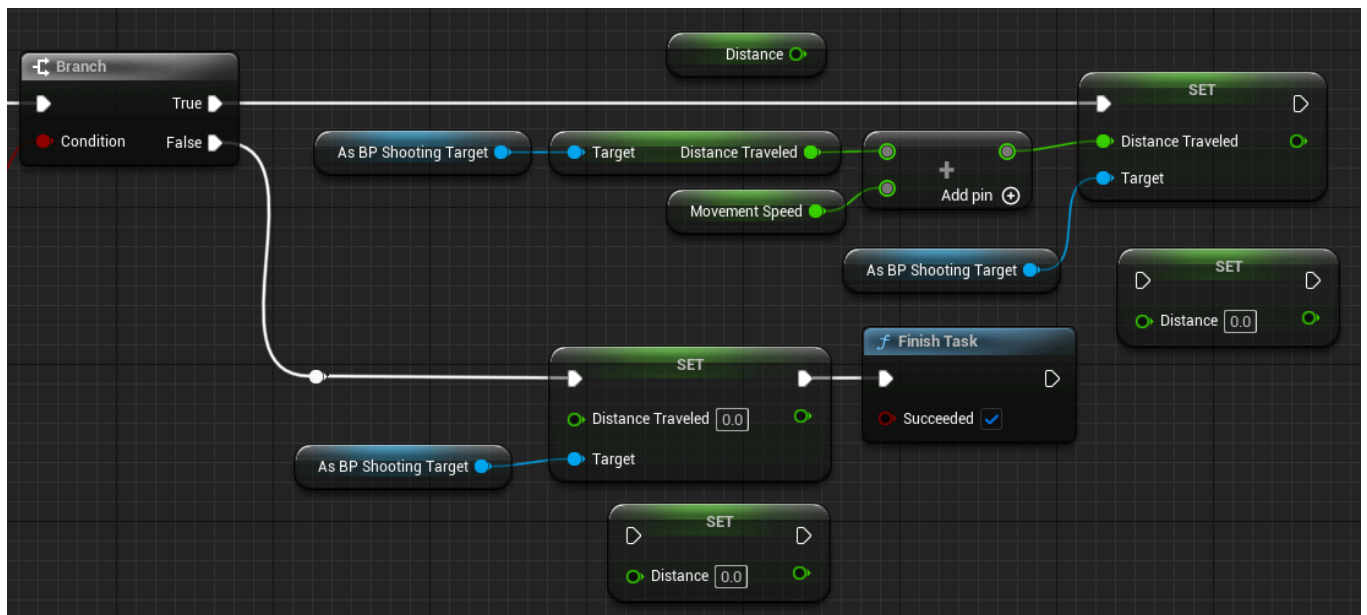 Branch
True
Condition
False
Distance
As BP Shooting Target
Target
Distance Traveled
Movement Speed
Add pin
SET
Distance Traveled
Target
As BP Shooting Target
SET
Distance 0.0
SET
Distance Traveled 0.0
Target
As BP Shooting Target
Finish Task
Succeeded
SET
Distance 0.0